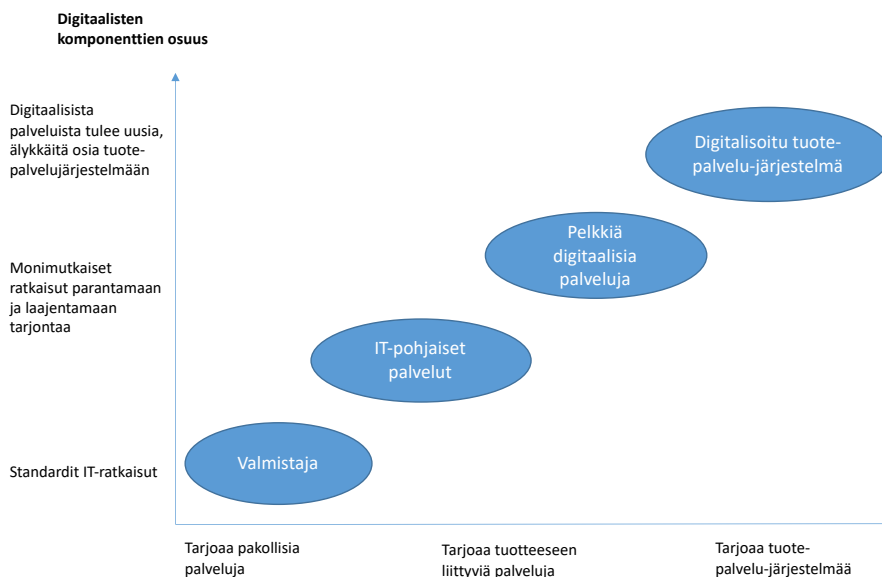 Digitaalisten
komponenttien osuus
Digitaalisista
palveluista tulee uusia,
älykkäitä osia tuote-
palvelujärjestelmään
Digitalisoitu tuote-
palvelu-järjestelmä
Pelkkiä
digitaalisia
palveluja
Monimutkaiset
ratkaisut parantamaan
ja laajentamaan
tarjontaa
IT-pohjaiset
palvelut
Valmistaja
Standardit IT-ratkaisut
Tarjoaa pakollisia
palveluja
Tarjoaa tuotteeseen
liittyviä palveluja
Tarjoaa tuote-
palvelu-järjestelmää